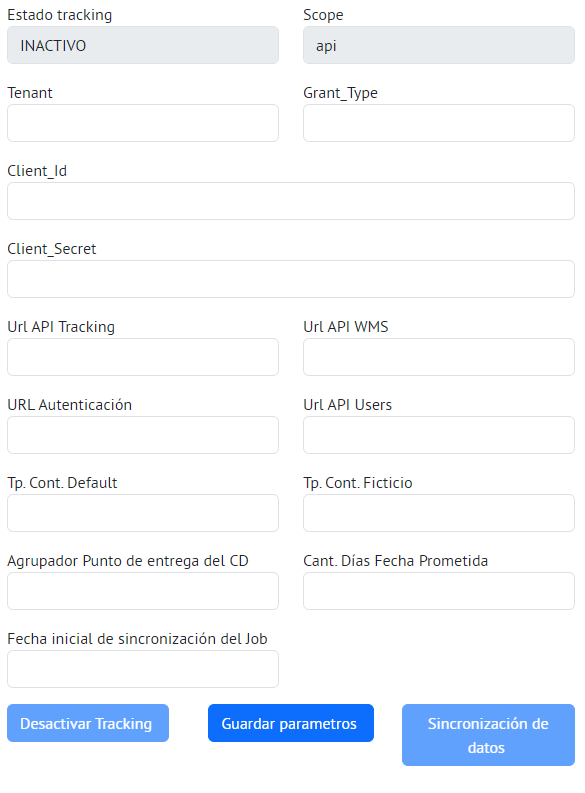 Estado tracking
Scope
INACTIVO
api
Tenant
Grant_Type
Client_Id
Client_Secret
Url API Tracking
Url API WMS
URL Autenticación
Url API Users
Tp. Cont. Default
Tp. Cont. Ficticio
Agrupador Punto de entrega del CD
Cant. Días Fecha Prometida
Fecha inicial de sincronización del Job
Desactivar Tracking
Guardar parametros
Sincronización de
datos